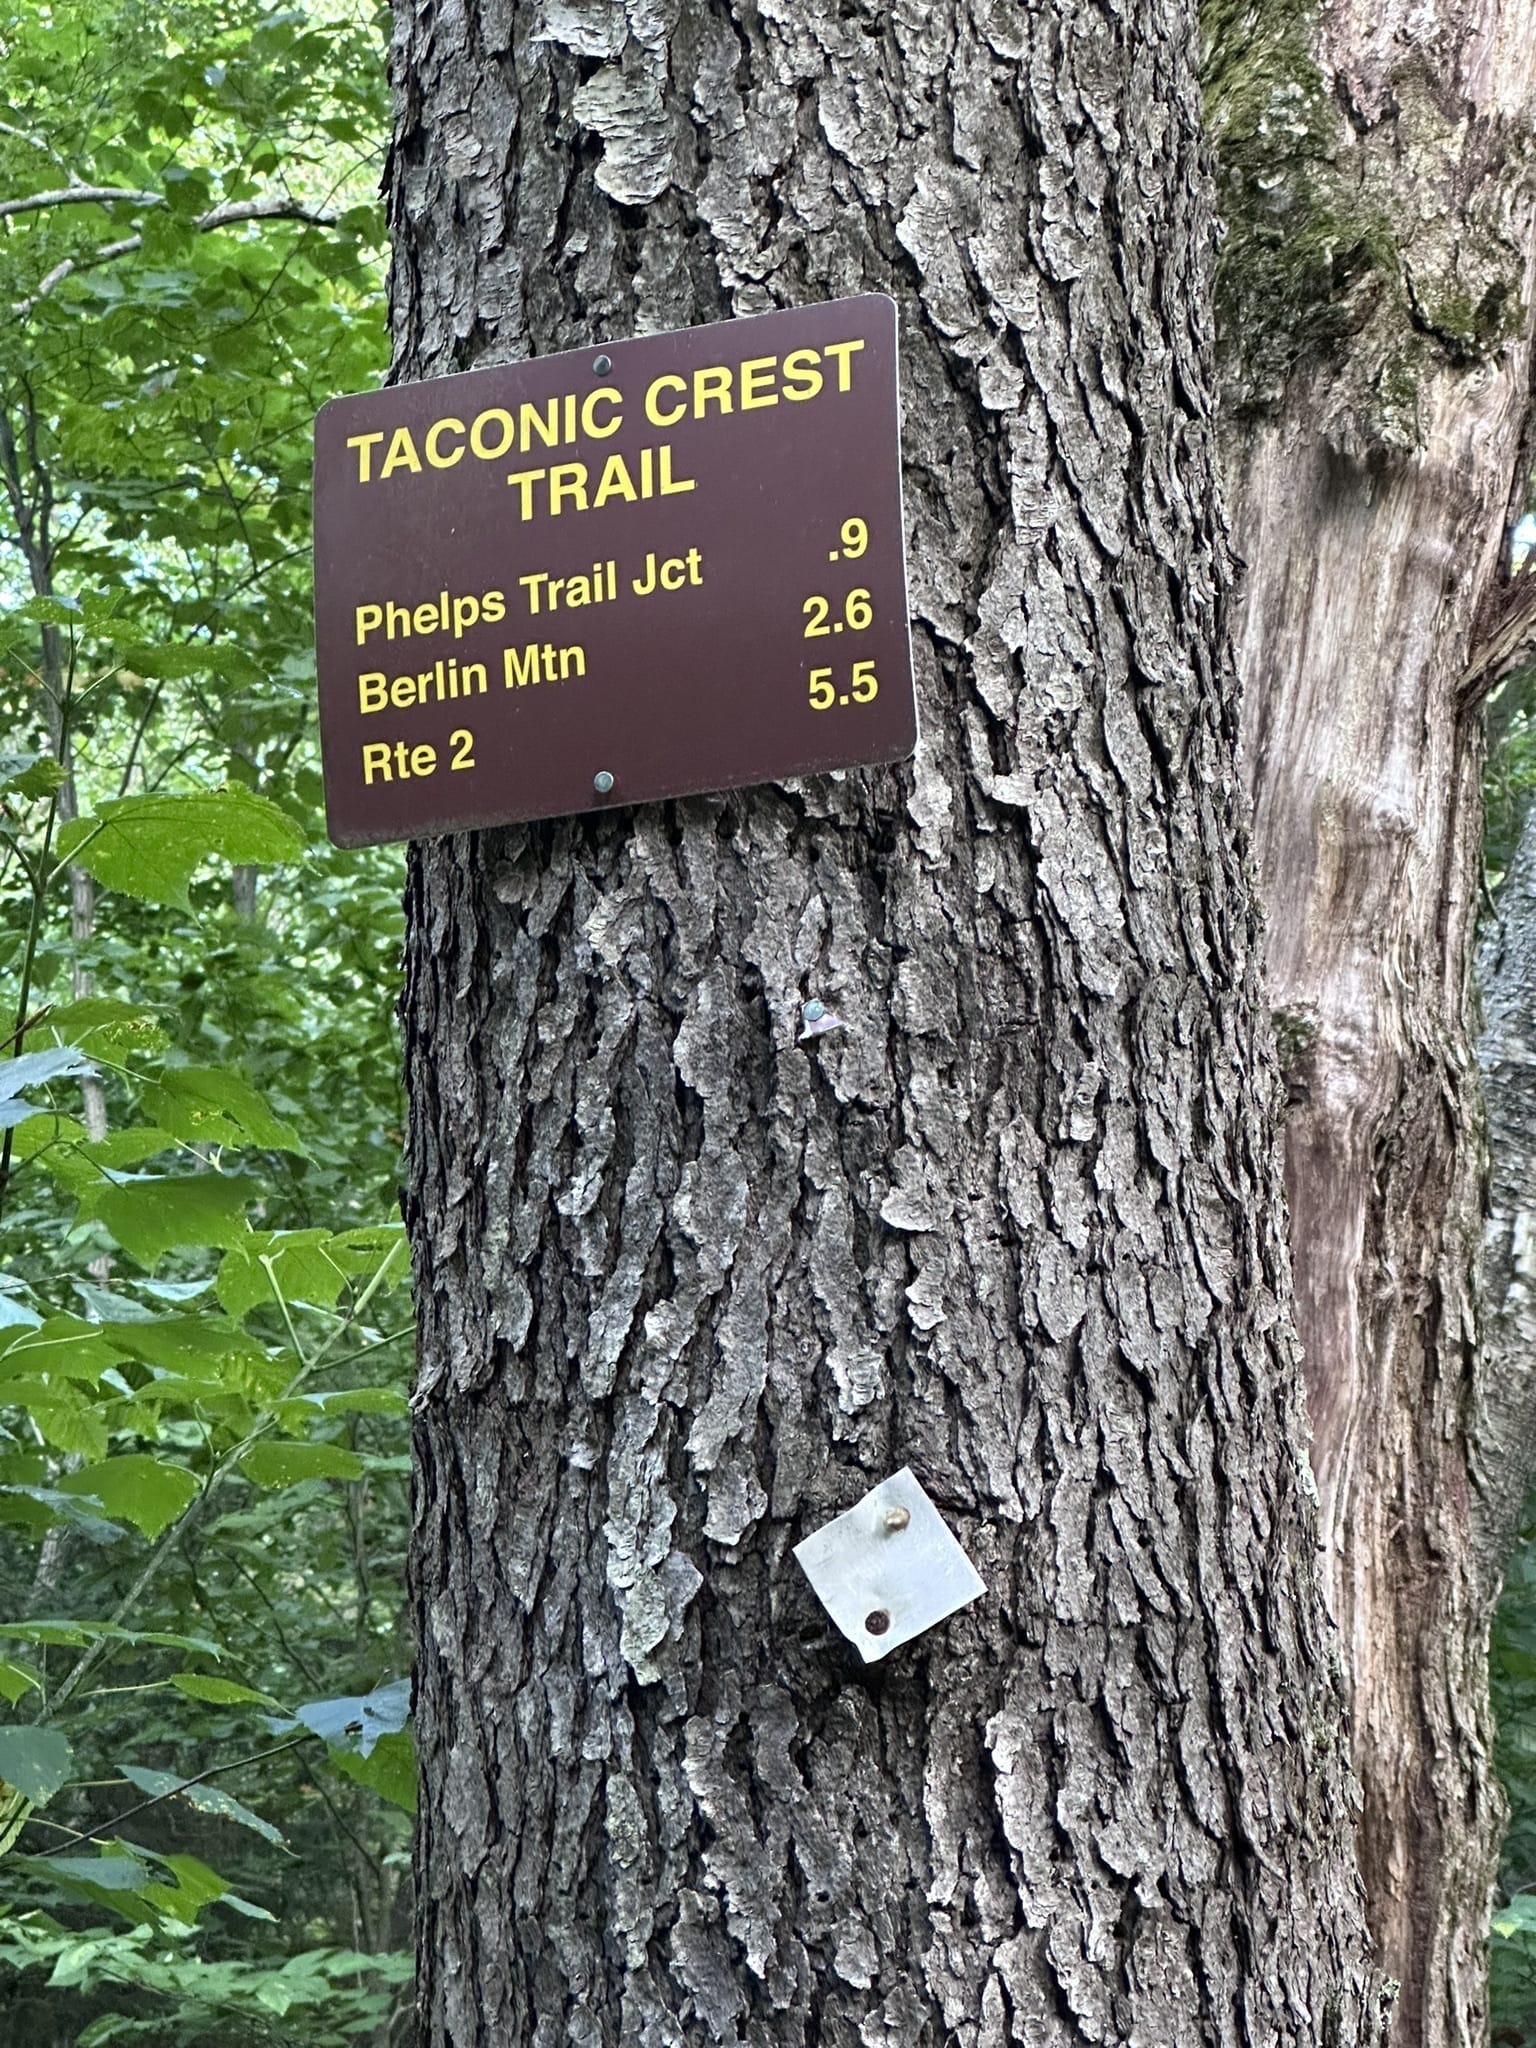 TACONIC CREST
TRAIL
Phelps Trail Jct .9
Berlin Mtn 2.6
Rte 2 5.5